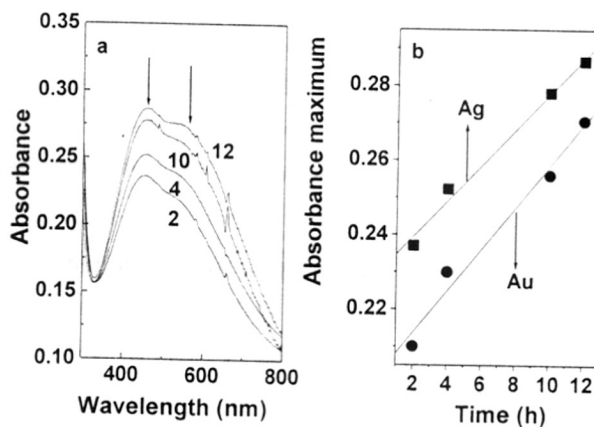 a
0.35
0.30
0.25
0.20
0.15
0.10
12
10
4
2
400
600
800
Absorbance
Wavelength (nm)
b
0.28
0.26
0.24
0.22
Ag
Au
2
4
6
8
10
12
Absorbance maximum
Time (h)